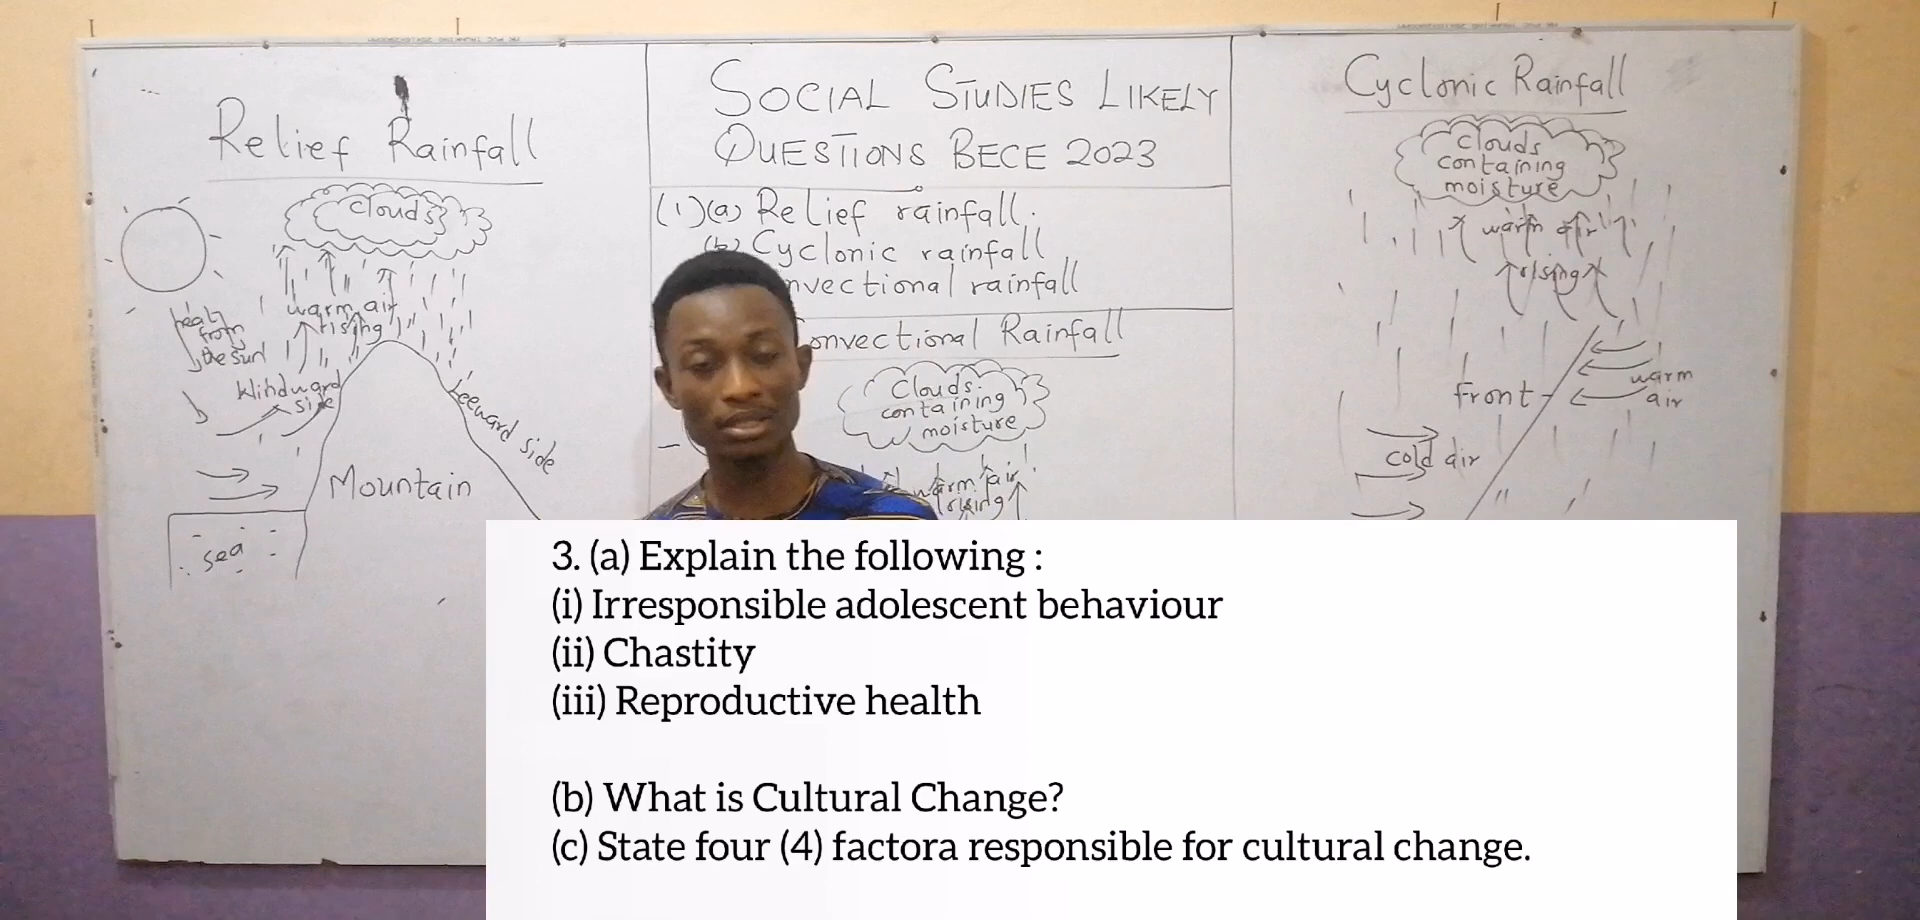 Relief Rainfall
clouds
warm air
rising
heat
from
the sun
Windward
side
Leeward side
Mountain
sea
SOCIAL STUDIES LIKELY
QUESTIONS BECE 2023
(1)(a) Relief rainfall.
(b) Cyclonic rainfall
nvectional rainfall
onvectional Rainfall
Clouds
containing
moisture
warm air
rising
Cyclonic Rainfall
clouds
containing
moisture
warm air
rising
front
warm
air
cold air
3. (a) Explain the following :
(i) Irresponsible adolescent behaviour
(ii) Chastity
(iii) Reproductive health
(b) What is Cultural Change?
(c) State four (4) factora responsible for cultural change.